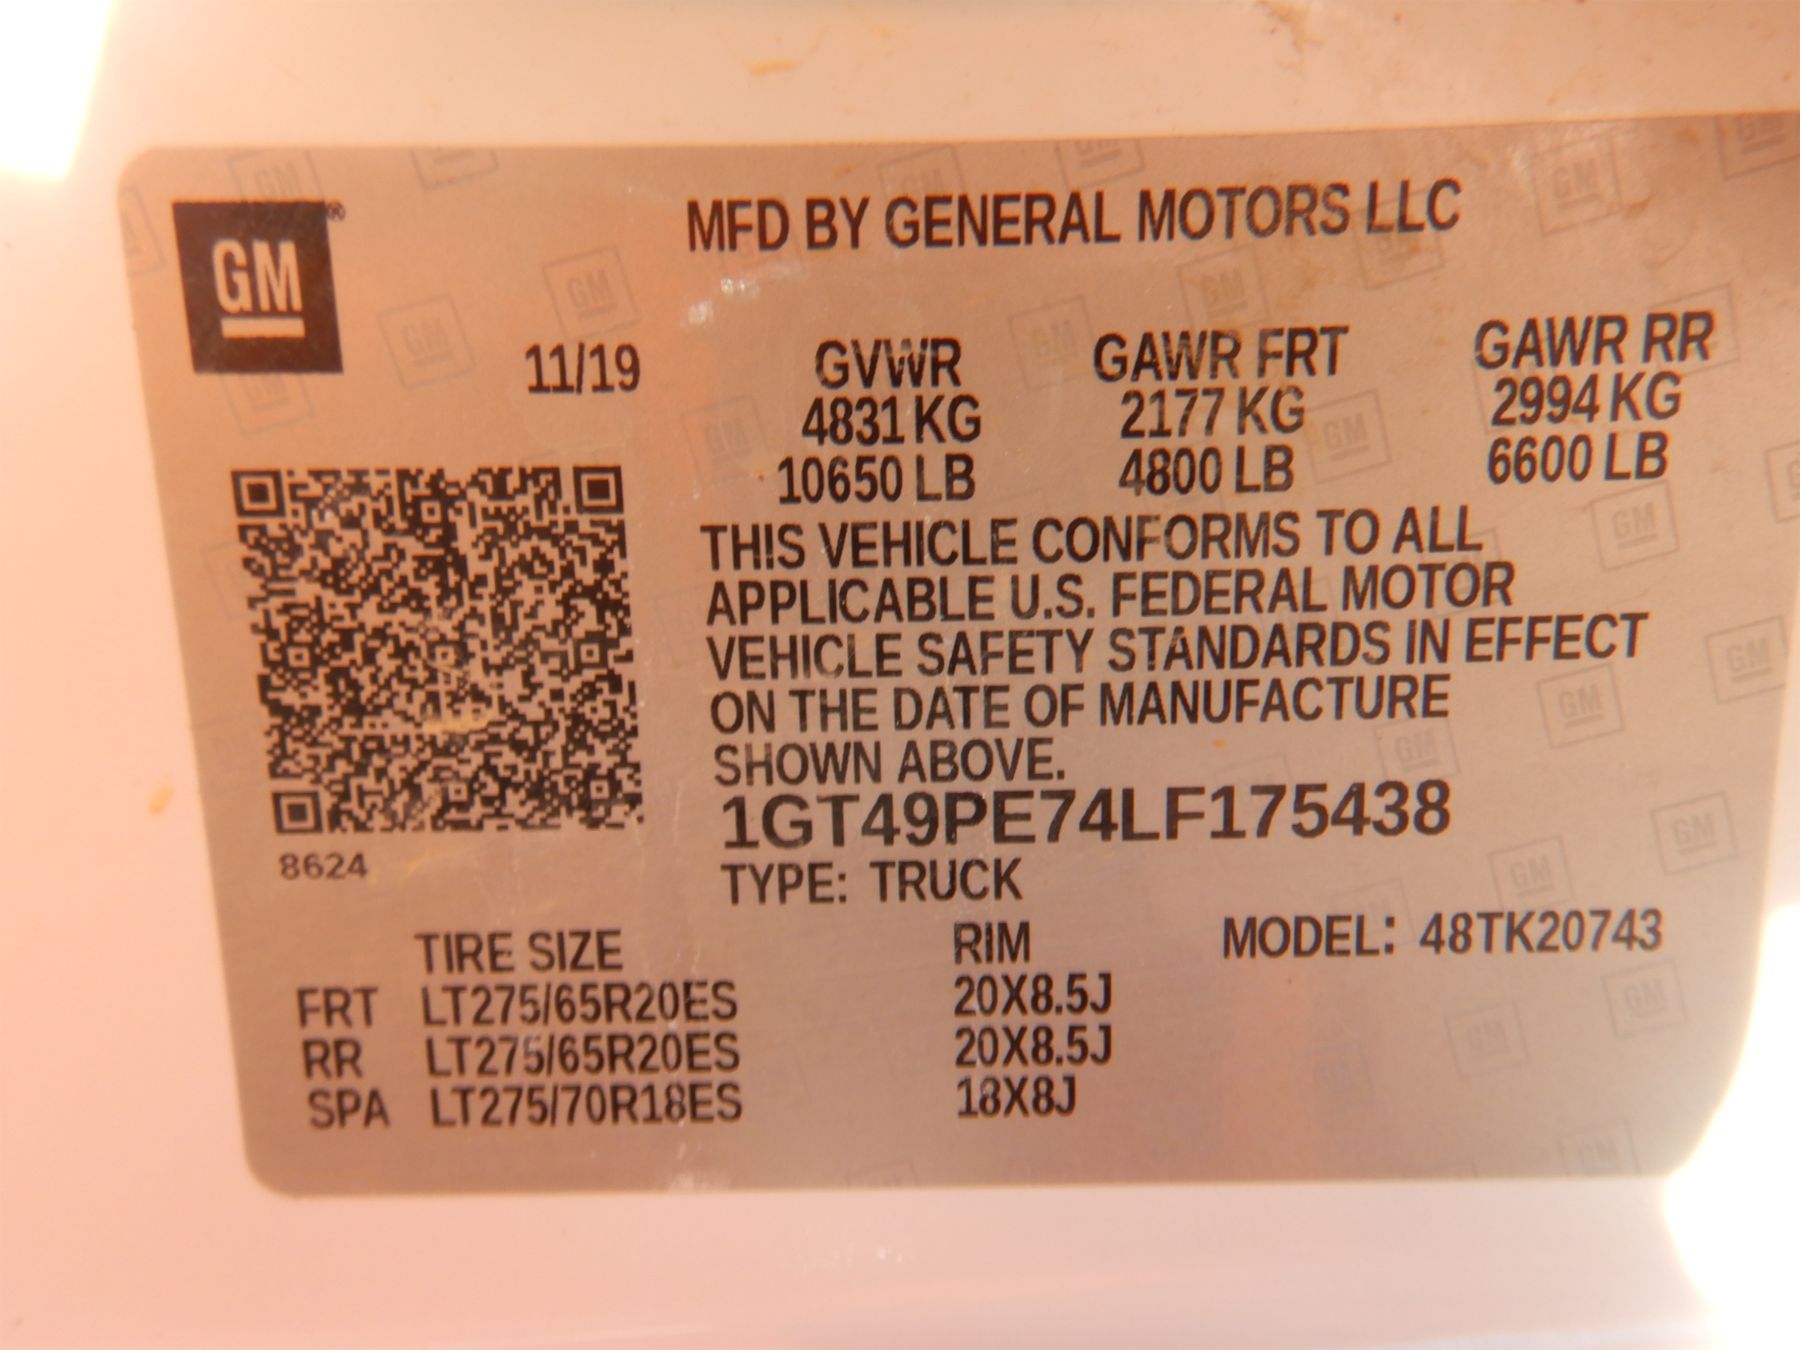 GM®
MFD BY GENERAL MOTORS LLC
11/19 GVWR GAWR FRT GAWR RR
4831 KG 2177 KG 2994 KG
10650 LB 4800 LB 6600 LB
THIS VEHICLE CONFORMS TO ALL
APPLICABLE U.S. FEDERAL MOTOR
VEHICLE SAFETY STANDARDS IN EFFECT
ON THE DATE OF MANUFACTURE
SHOWN ABOVE.
1GT49PE74LF175438
8624
TYPE: TRUCK
TIRE SIZE RIM MODEL: 48TK20743
FRT LT275/65R20ES 20X8.5J
RR LT275/65R20ES 20X8.5J
SPA LT275/70R18ES 18X8J